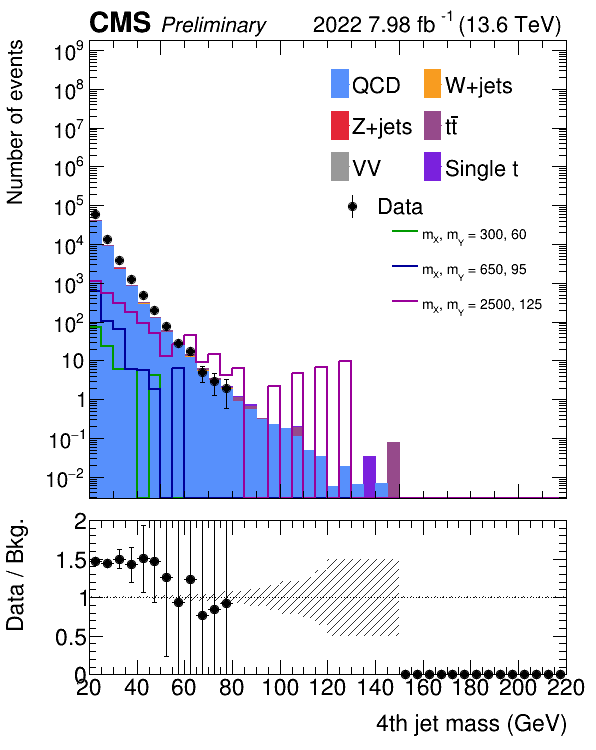 CMS Preliminary 2022 7.98 fb⁻¹ (13.6 TeV)
Number of events
10⁹
10⁸
10⁷
10⁶
10⁵
10⁴
10³
10²
10
1
10⁻¹
10⁻²
QCD W+jets
Z+jets tt̄
VV Single t
Data
m_X, m_Y = 300, 60
m_X, m_Y = 650, 95
m_X, m_Y = 2500, 125
Data / Bkg.
2
1.5
1
0.5
0
20 40 60 80 100 120 140 160 180 200 220
4th jet mass (GeV)